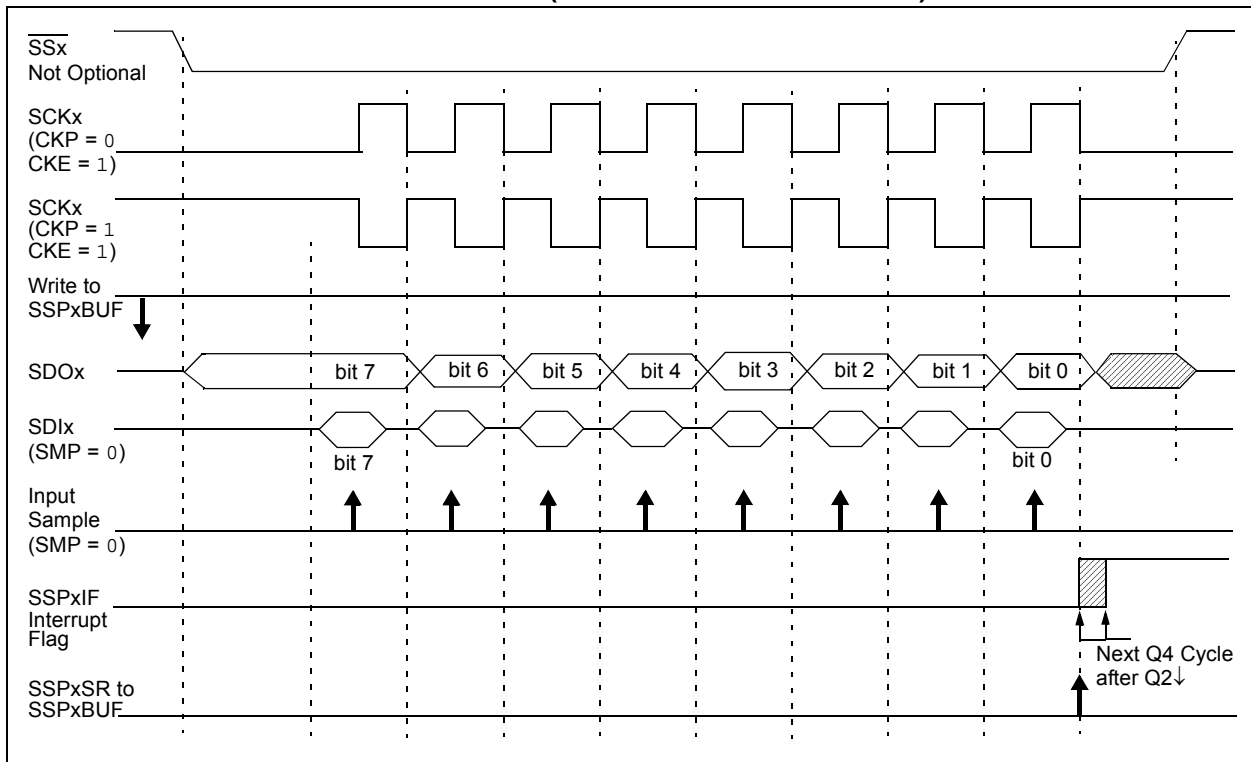 SSx
Not Optional
SCKx
(CKP = 0
CKE = 1)
SCKx
(CKP = 1
CKE = 1)
Write to
SSPxBUF
SDOx
bit 7
bit 6
bit 5
bit 4
bit 3
bit 2
bit 1
bit 0
SDIx
(SMP = 0)
bit 7
bit 0
Input
Sample
(SMP = 0)
SSPxIF
Interrupt
Flag
Next Q4 Cycle
after Q2↓
SSPxSR to
SSPxBUF